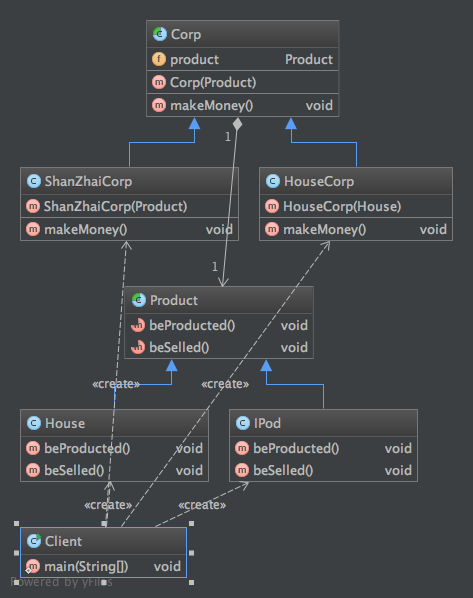 Corp
product Product
Corp(Product)
makeMoney() void
1
ShanZhaiCorp
ShanZhaiCorp(Product)
makeMoney() void
HouseCorp
HouseCorp(House)
makeMoney() void
1
Product
beProducted() void
beSelled() void
«create» «create»
House
beProducted() void
beSelled() void
IPod
beProducted() void
beSelled() void
«create» «create»
Client
main(String[]) void
Powered by yFiles